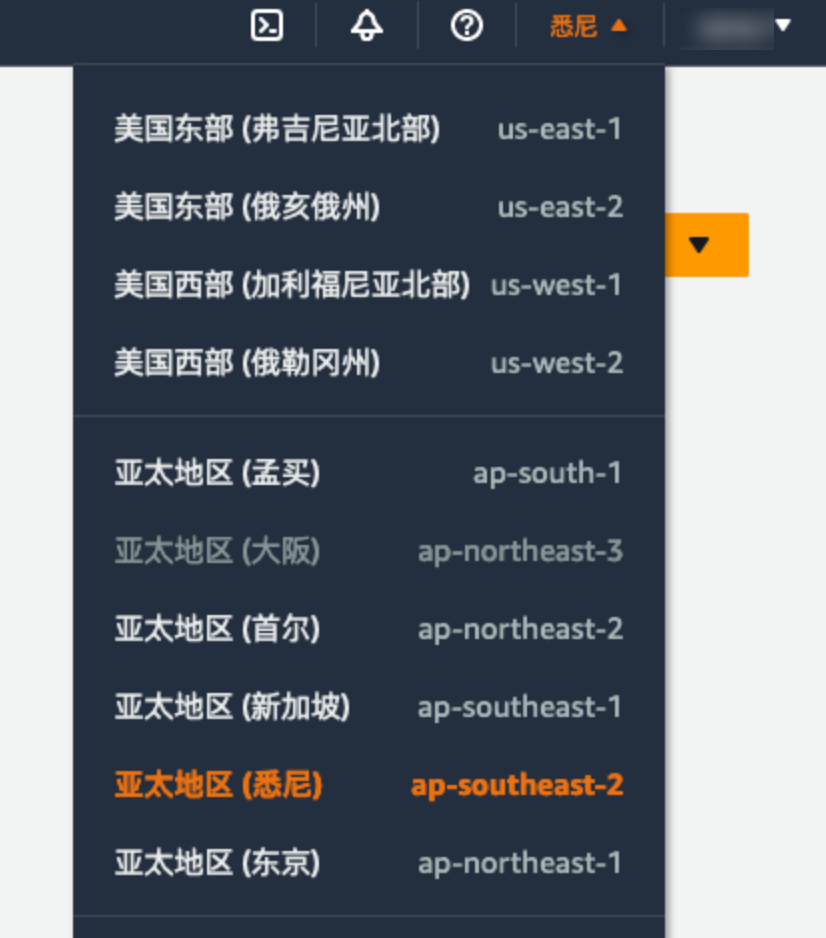 悉尼
美国东部 (弗吉尼亚北部) us-east-1
美国东部 (俄亥俄州) us-east-2
美国西部 (加利福尼亚北部) us-west-1
美国西部 (俄勒冈州) us-west-2
亚太地区 (孟买) ap-south-1
亚太地区 (大阪) ap-northeast-3
亚太地区 (首尔) ap-northeast-2
亚太地区 (新加坡) ap-southeast-1
亚太地区 (悉尼) ap-southeast-2
亚太地区 (东京) ap-northeast-1